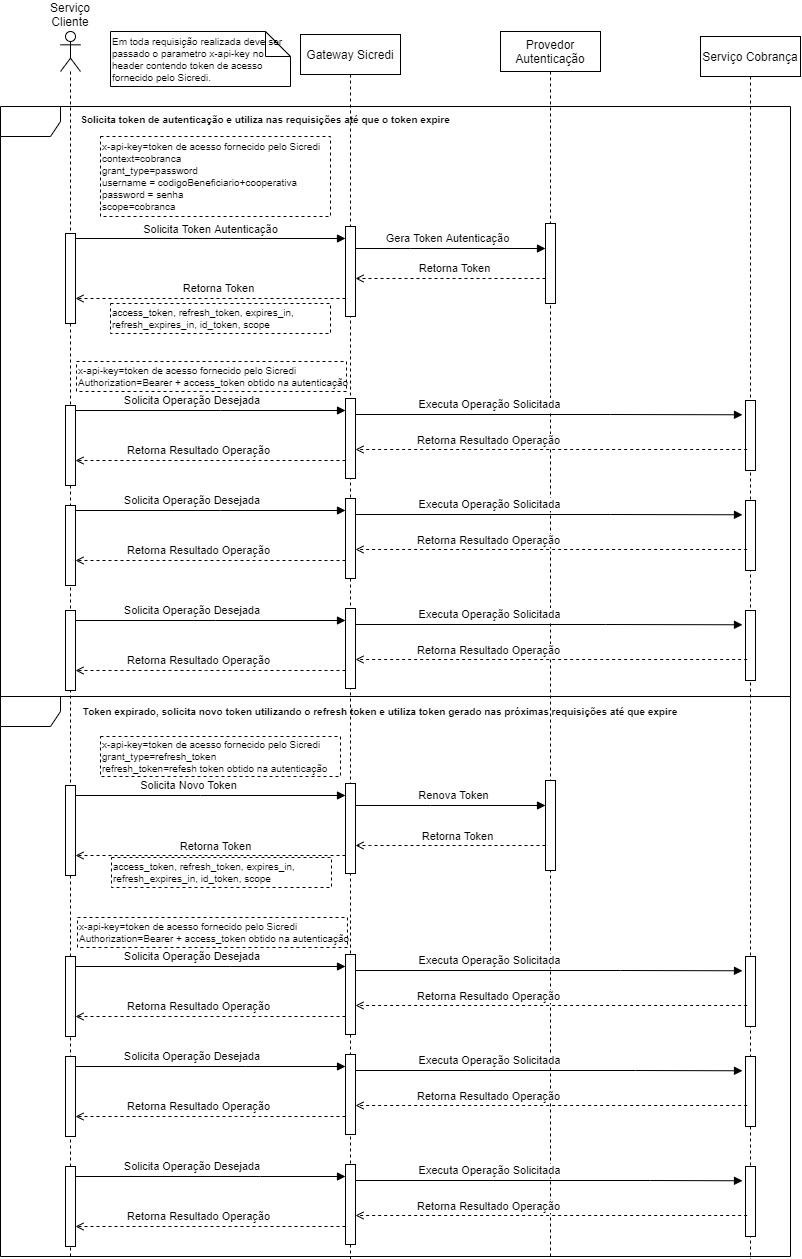 Serviço
Cliente
Em toda requisição realizada deve ser
passado o parametro x-api-key no
header contendo token de acesso
fornecido pelo Sicredi.
Gateway Sicredi
Provedor
Autenticação
Serviço Cobrança
Solicita token de autenticação e utiliza nas requisições até que o token expire
x-api-key=token de acesso fornecido pelo Sicredi
context=cobranca
grant_type=password
username = codigoBeneficiario+cooperativa
password = senha
scope=cobranca
Solicita Token Autenticação
Gera Token Autenticação
Retorna Token
Retorna Token
access_token, refresh_token, expires_in,
refresh_expires_in, id_token, scope
x-api-key=token de acesso fornecido pelo Sicredi
Authorization=Bearer + access_token obtido na autenticação
Solicita Operação Desejada
Executa Operação Solicitada
Retorna Resultado Operação
Retorna Resultado Operação
Solicita Operação Desejada
Executa Operação Solicitada
Retorna Resultado Operação
Retorna Resultado Operação
Solicita Operação Desejada
Executa Operação Solicitada
Retorna Resultado Operação
Retorna Resultado Operação
Token expirado, solicita novo token utilizando o refresh token e utiliza token gerado nas próximas requisições até que expire
x-api-key=token de acesso fornecido pelo Sicredi
grant_type=refresh_token
refresh_token=refesh token obtido na autenticação
Solicita Novo Token
Renova Token
Retorna Token
Retorna Token
access_token, refresh_token, expires_in,
refresh_expires_in, id_token, scope
x-api-key=token de acesso fornecido pelo Sicredi
Authorization=Bearer + access_token obtido na autenticação
Solicita Operação Desejada
Executa Operação Solicitada
Retorna Resultado Operação
Retorna Resultado Operação
Solicita Operação Desejada
Executa Operação Solicitada
Retorna Resultado Operação
Retorna Resultado Operação
Solicita Operação Desejada
Executa Operação Solicitada
Retorna Resultado Operação
Retorna Resultado Operação